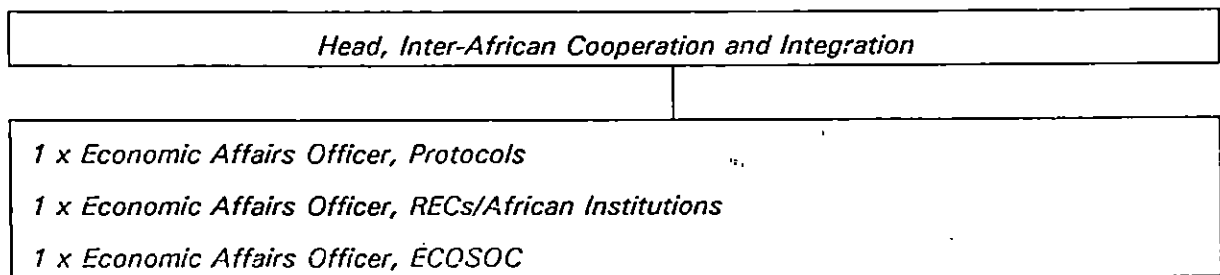 Head, Inter-African Cooperation and Integration
1 x Economic Affairs Officer, Protocols
1 x Economic Affairs Officer, RECs/African Institutions
1 x Economic Affairs Officer, ECOSOC